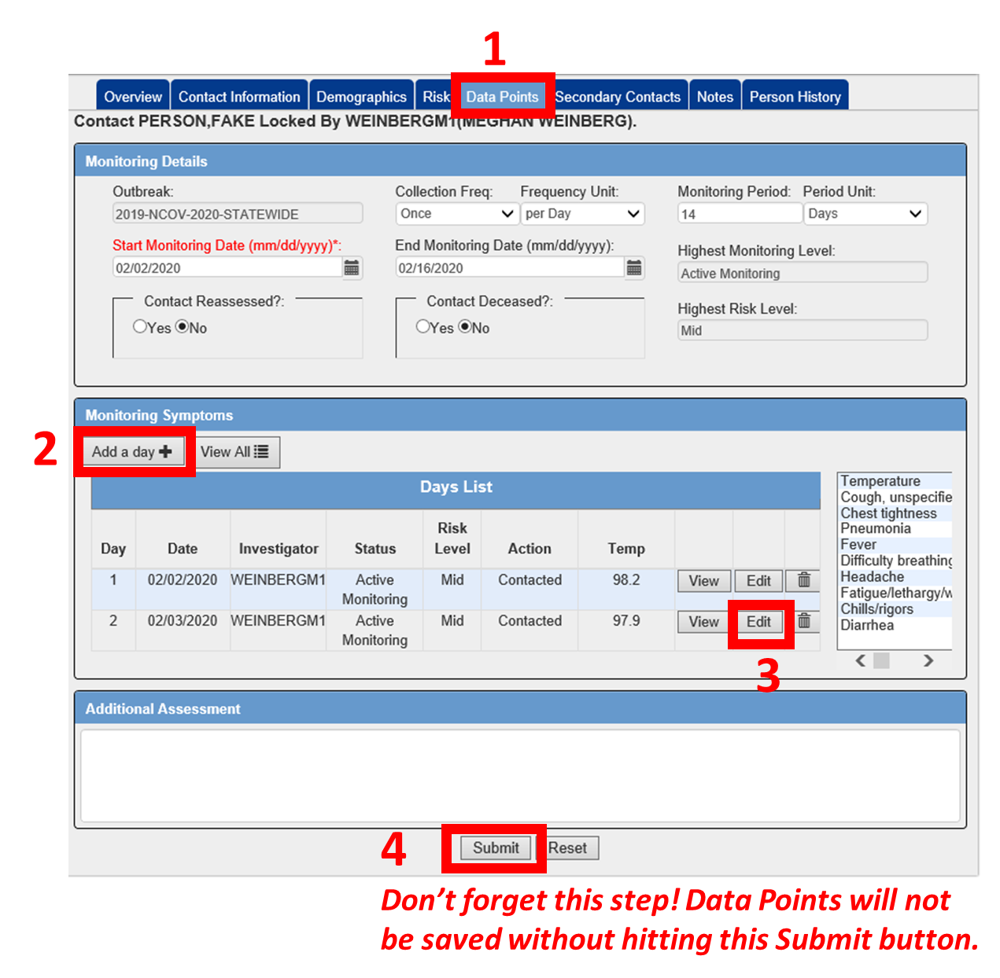 1
Overview Contact Information Demographics Risk Data Points Secondary Contacts Notes Person History
Contact PERSON,FAKE Locked By WEINBERGM1(MEGHAN WEINBERG).
Monitoring Details
Outbreak: Collection Freq: Frequency Unit: Monitoring Period: Period Unit:
2019-NCOV-2020-STATEWIDE Once per Day 14 Days
Start Monitoring Date (mm/dd/yyyy)*: End Monitoring Date (mm/dd/yyyy): Highest Monitoring Level:
02/02/2020 02/16/2020 Active Monitoring
Contact Reassessed?: Contact Deceased?: Highest Risk Level:
Yes No Yes No Mid
Monitoring Symptoms
2 Add a day View All
Days List
Day Date Investigator Status Risk Level Action Temp
1 02/02/2020 WEINBERGM1 Active Monitoring Mid Contacted 98.2 View Edit
2 02/03/2020 WEINBERGM1 Active Monitoring Mid Contacted 97.9 View Edit
3
Temperature
Cough, unspecifie
Chest tightness
Pneumonia
Fever
Difficulty breathing
Headache
Fatigue/lethargy/w
Chills/rigors
Diarrhea
Additional Assessment
4 Submit Reset
Don't forget this step! Data Points will not
be saved without hitting this Submit button.